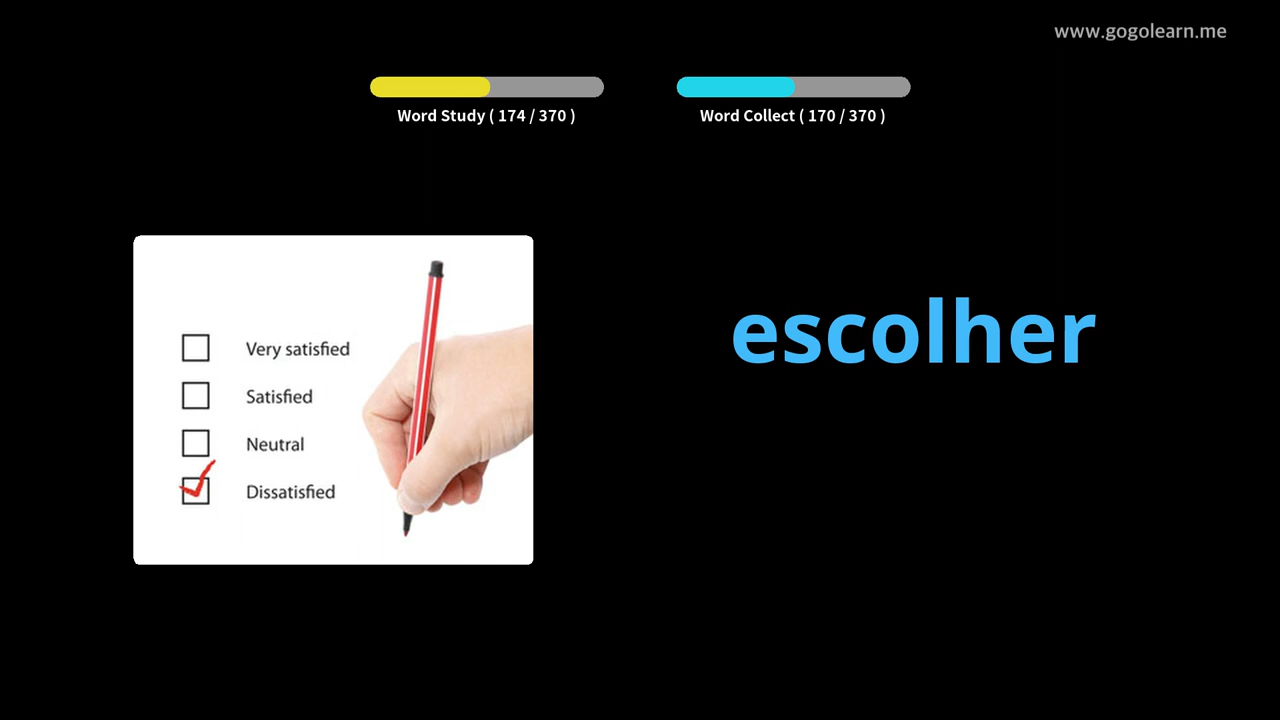 www.gogolearn.me
Word Study ( 174 / 370 )
Word Collect ( 170 / 370 )
Very satisfied
Satisfied
Neutral
Dissatisfied
escolher